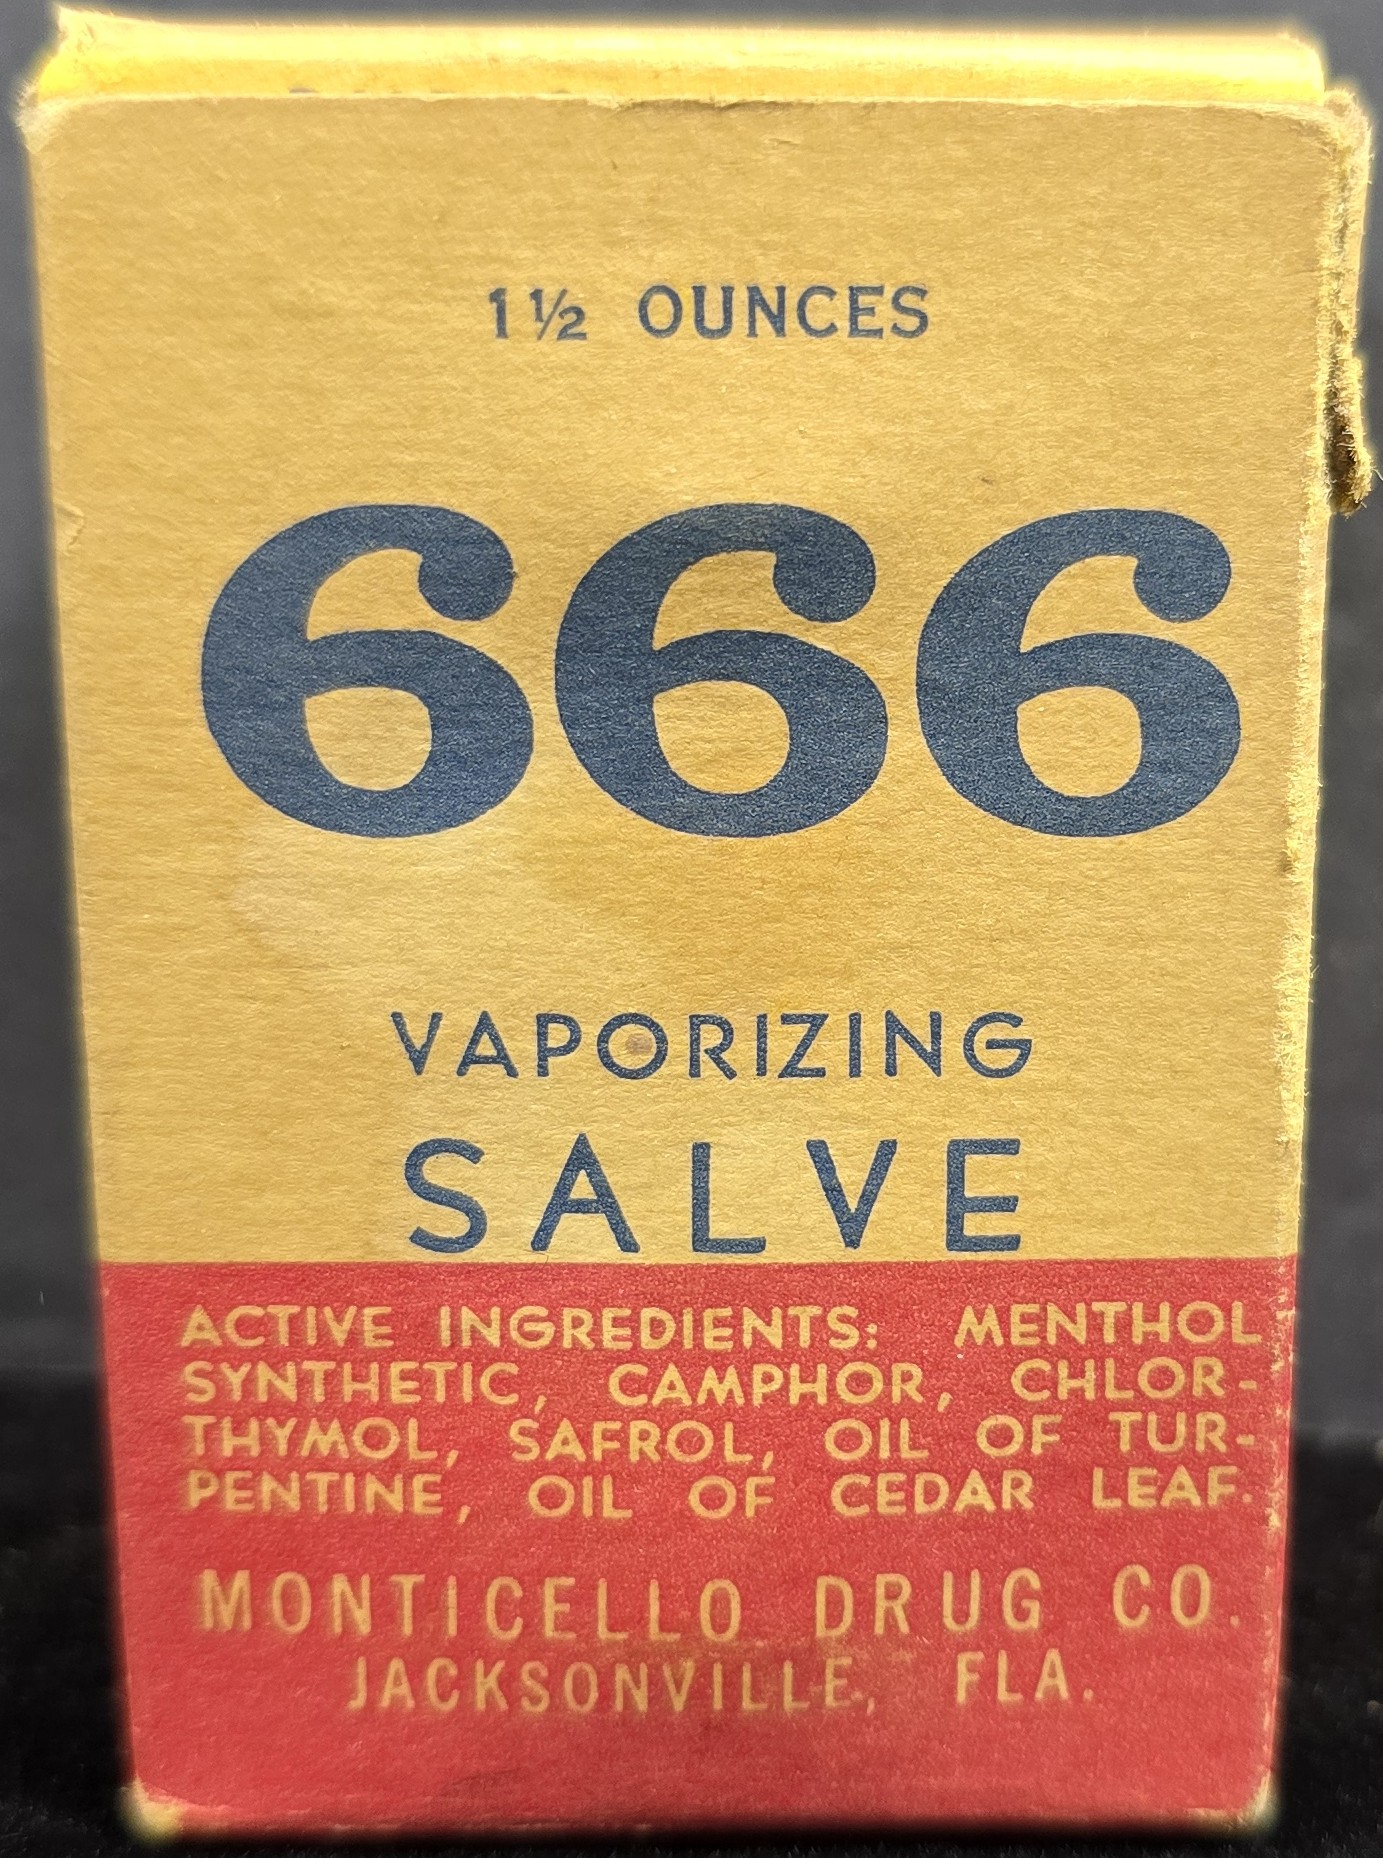 1½ OUNCES
666
VAPORIZING
SALVE
ACTIVE INGREDIENTS: MENTHOL
SYNTHETIC, CAMPHOR, CHLOR-
THYMOL, SAFROL, OIL OF TUR-
PENTINE, OIL OF CEDAR LEAF.
MONTICELLO DRUG CO.
JACKSONVILLE, FLA.